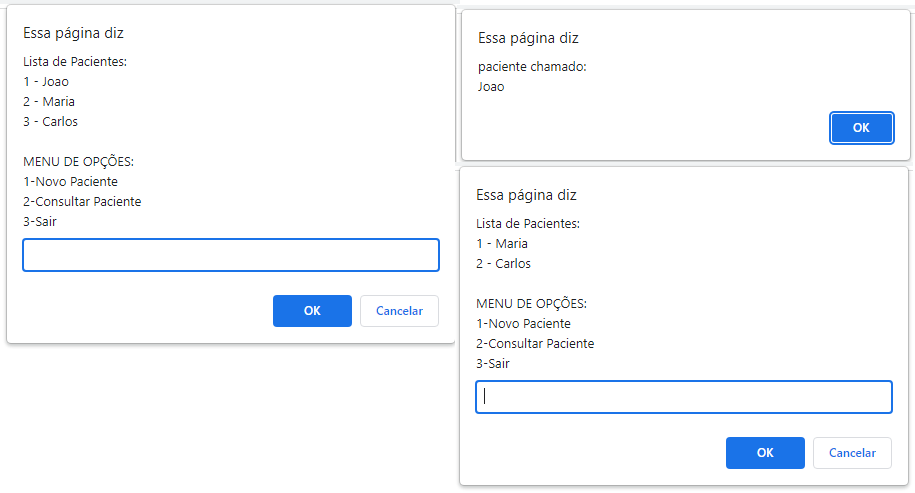 Essa página diz
Lista de Pacientes:
1 - Joao
2 - Maria
3 - Carlos
MENU DE OPÇÕES:
1-Novo Paciente
2-Consultar Paciente
3-Sair
OK
Cancelar
Essa página diz
paciente chamado:
Joao
OK
Essa página diz
Lista de Pacientes:
1 - Maria
2 - Carlos
MENU DE OPÇÕES:
1-Novo Paciente
2-Consultar Paciente
3-Sair
OK
Cancelar